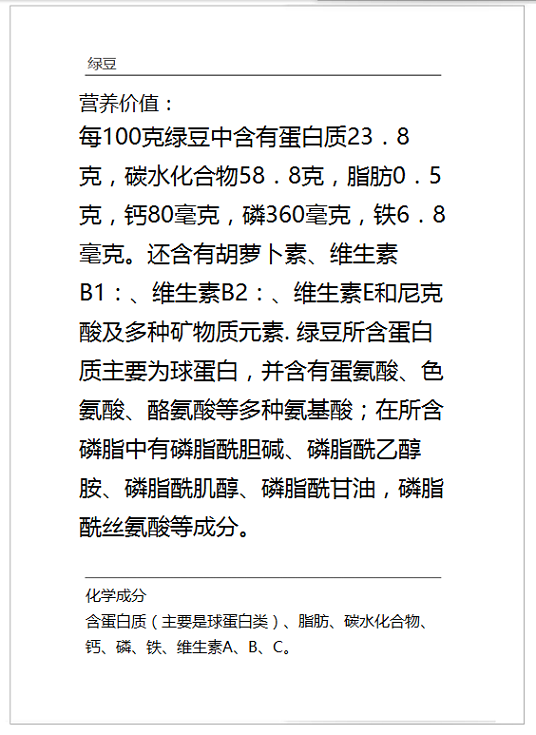 绿豆
营养价值：
每100克绿豆中含有蛋白质23．8
克，碳水化合物58．8克，脂肪0．5
克，钙80毫克，磷360毫克，铁6．8
毫克。还含有胡萝卜素、维生素
B1：、维生素B2：、维生素E和尼克
酸及多种矿物质元素. 绿豆所含蛋白
质主要为球蛋白，并含有蛋氨酸、色
氨酸、酪氨酸等多种氨基酸；在所含
磷脂中有磷脂酰胆碱、磷脂酰乙醇
胺、磷脂酰肌醇、磷脂酰甘油，磷脂
酰丝氨酸等成分。
化学成分
含蛋白质（主要是球蛋白类）、脂肪、碳水化合物、
钙、磷、铁、维生素A、B、C。